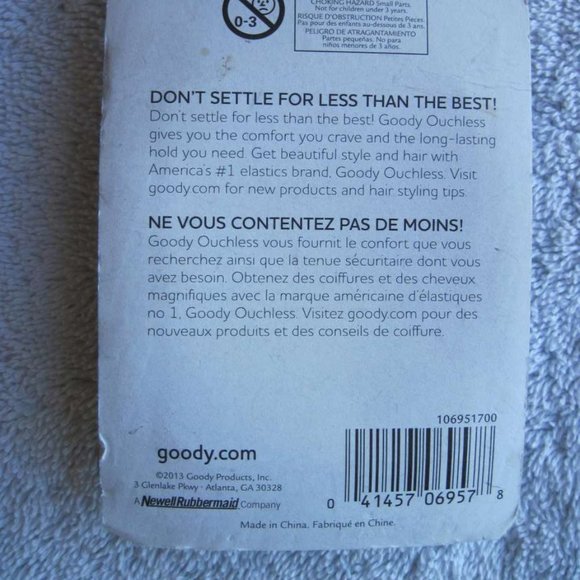 0-3
CHOKING HAZARD Small Parts.
Not for children under 3 years.
RISQUE D'OBSTRUCTION Petites Pièces.
Pas pour des enfants au-dessous de 3 ans.
PELIGRO DE ATRAGANTAMIENTO
Partes pequeñas. No para
niños menores de 3 años.
DON'T SETTLE FOR LESS THAN THE BEST!
Don't settle for less than the best! Goody Ouchless
gives you the comfort you crave and the long-lasting
hold you need. Get beautiful style and hair with
America's #1 elastics brand, Goody Ouchless. Visit
goody.com for new products and hair styling tips.
NE VOUS CONTENTEZ PAS DE MOINS!
Goody Ouchless vous fournit le confort que vous
recherchez ainsi que la tenue sécuritaire dont vous
avez besoin. Obtenez des coiffures et des cheveux
magnifiques avec la marque américaine d'élastiques
no 1, Goody Ouchless. Visitez goody.com pour des
nouveaux produits et des conseils de coiffure.
106951700
goody.com
©2013 Goody Products, Inc.
3 Glenlake Pkwy · Atlanta, GA 30328
A NewellRubbermaid Company
0 41457 06957 8
Made in China. Fabriqué en Chine.